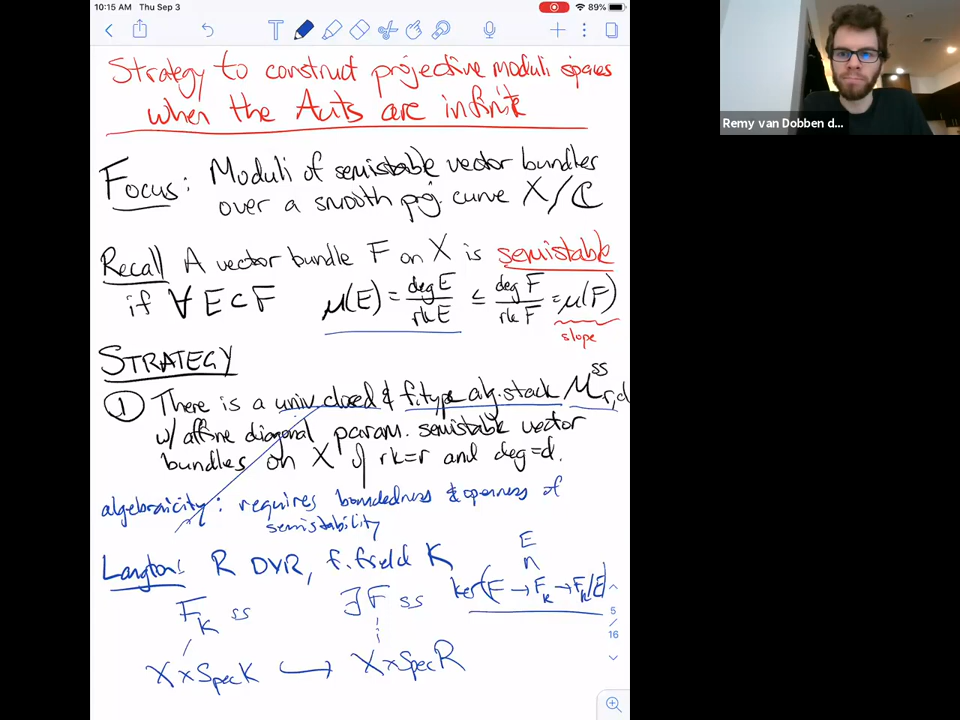 10:15 AM Thu Sep 3
89%
Strategy to construct projective moduli spaces
when the Auts are infinite
Focus: Moduli of semistable vector bundles
over a smooth proj. curve X/ℂ
Recall A vector bundle F on X is semistable
if ∀ E⊂F μ(E) = deg E / rk E ≤ deg F / rk F = μ(F)
slope
STRATEGY
① There is a univ. closed & f. type alg. stack M^ss_{r,d}
w/ affine diagonal param. semistable vector
bundles on X of rk=r and deg=d.
algebraicity: requires boundedness & openness of
semistability
Langton: R DVR, f. field K
E
∩
F_K ss ∃F ss ker(F → F_k → F_k/E)
X×Spec K ↪ X×Spec R
5
/
16
Remy van Dobben d...